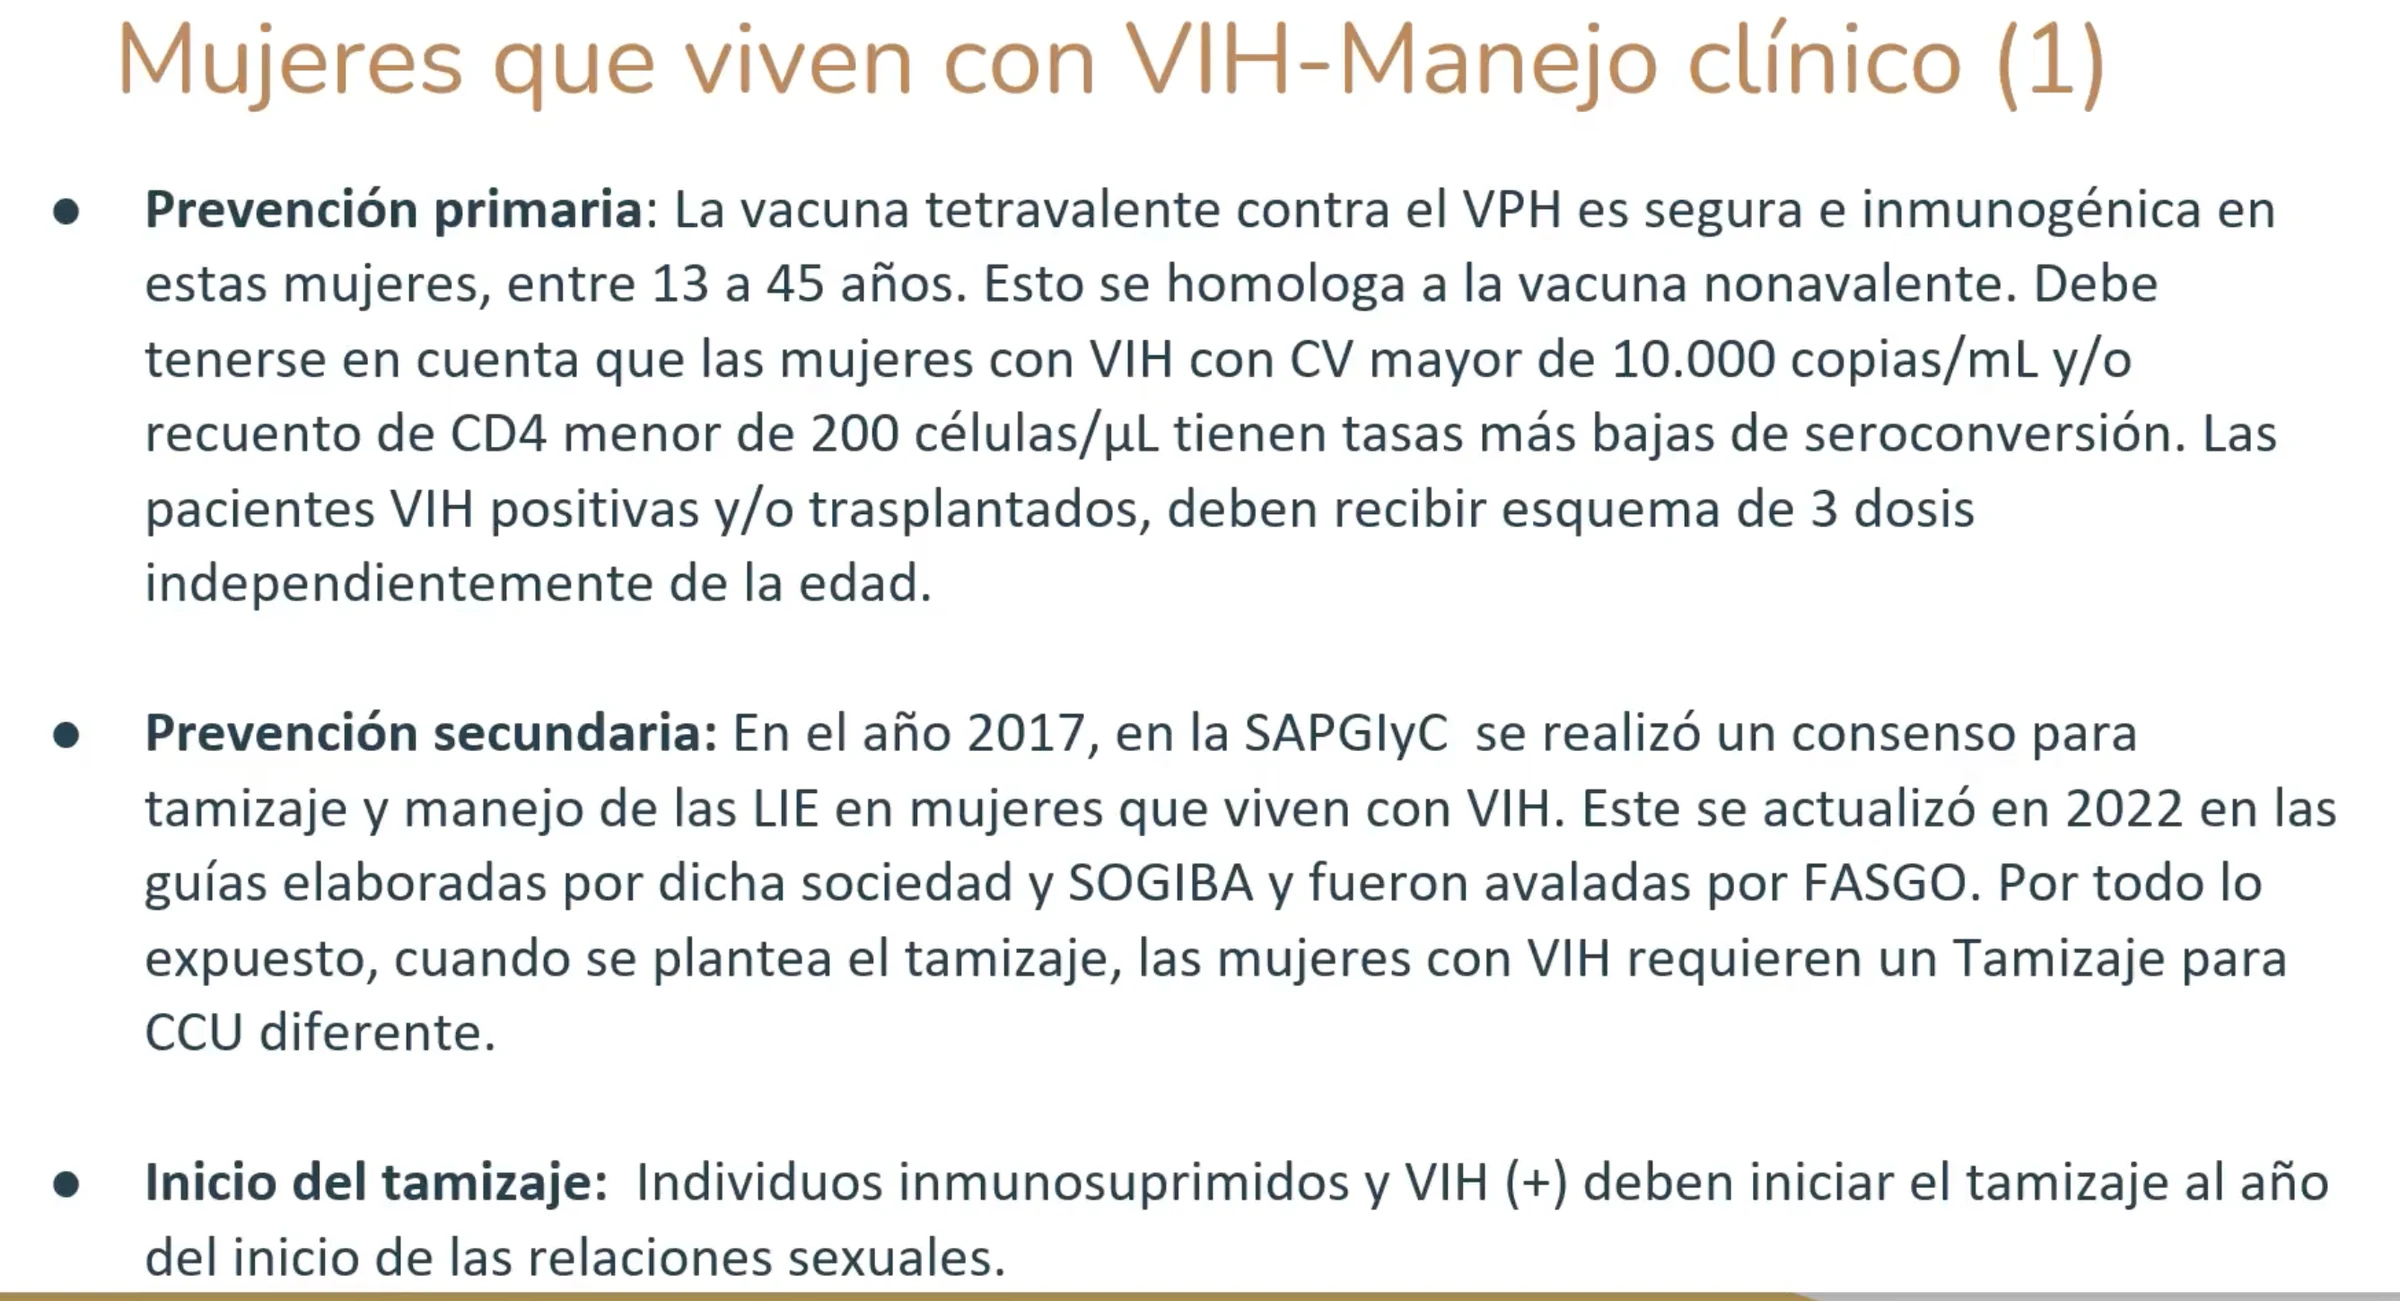 Mujeres que viven con VIH-Manejo clínico (1)
● Prevención primaria: La vacuna tetravalente contra el VPH es segura e inmunogénica en
estas mujeres, entre 13 a 45 años. Esto se homologa a la vacuna nonavalente. Debe
tenerse en cuenta que las mujeres con VIH con CV mayor de 10.000 copias/mL y/o
recuento de CD4 menor de 200 células/µL tienen tasas más bajas de seroconversión. Las
pacientes VIH positivas y/o trasplantados, deben recibir esquema de 3 dosis
independientemente de la edad.
● Prevención secundaria: En el año 2017, en la SAPGIyC se realizó un consenso para
tamizaje y manejo de las LIE en mujeres que viven con VIH. Este se actualizó en 2022 en las
guías elaboradas por dicha sociedad y SOGIBA y fueron avaladas por FASGO. Por todo lo
expuesto, cuando se plantea el tamizaje, las mujeres con VIH requieren un Tamizaje para
CCU diferente.
● Inicio del tamizaje: Individuos inmunosuprimidos y VIH (+) deben iniciar el tamizaje al año
del inicio de las relaciones sexuales.